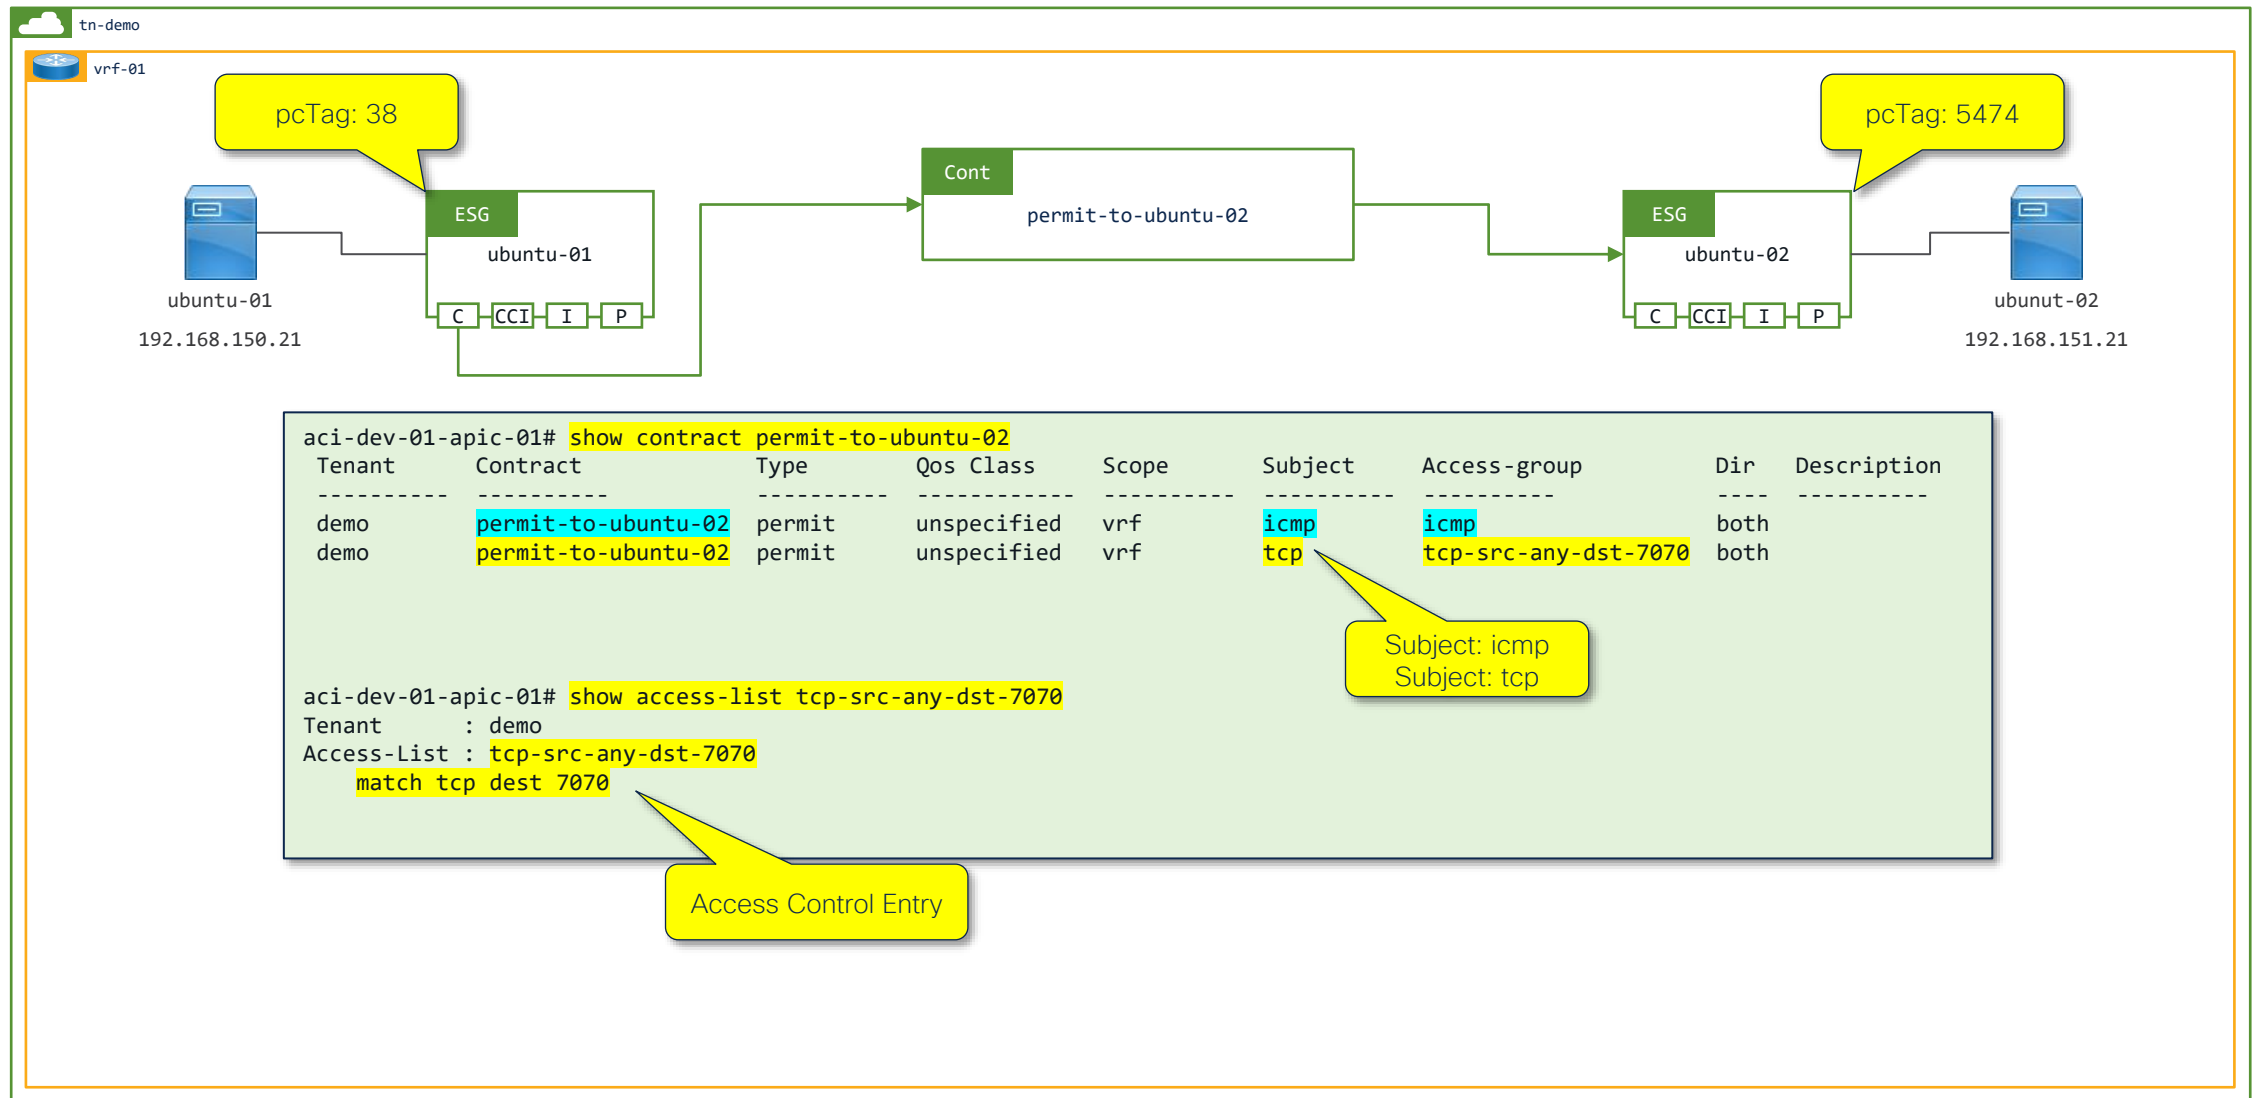 tn-demo
vrf-01
pcTag: 38
pcTag: 5474
Cont
permit-to-ubuntu-02
ESG
ubuntu-01
C CCI I P
ESG
ubuntu-02
C CCI I P
ubuntu-01
192.168.150.21
ubunut-02
192.168.151.21
aci-dev-01-apic-01# show contract permit-to-ubuntu-02
Tenant Contract Type Qos Class Scope Subject Access-group Dir Description
---------- ---------- ---------- ------------ ---------- ---------- ---------- ---- ----------
demo permit-to-ubuntu-02 permit unspecified vrf icmp icmp both
demo permit-to-ubuntu-02 permit unspecified vrf tcp tcp-src-any-dst-7070 both
Subject: icmp
Subject: tcp
aci-dev-01-apic-01# show access-list tcp-src-any-dst-7070
Tenant : demo
Access-List : tcp-src-any-dst-7070
match tcp dest 7070
Access Control Entry